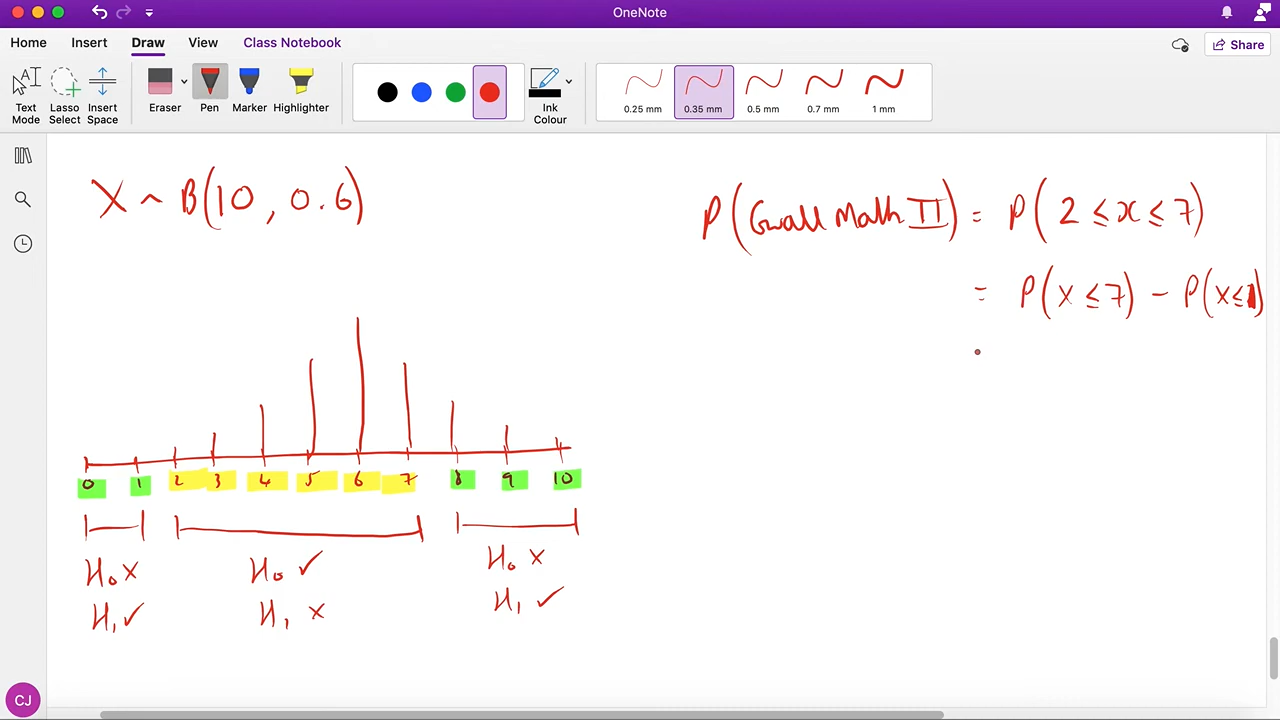 OneNote
Home Insert Draw View Class Notebook
Share
Text Mode
Lasso Select
Insert Space
Eraser
Pen
Marker
Highlighter
Ink Colour
0.25 mm
0.35 mm
0.5 mm
0.7 mm
1 mm
X ~ B(10, 0.6)
P(Gwall Math II) = P(2 ≤ x ≤ 7)
= P(X ≤ 7) - P(X ≤ 1)
0 1 2 3 4 5 6 7 8 9 10
H₀ × H₀ ✓ H₀ ×
H₁ ✓ H₁ × H₁ ✓
CJ